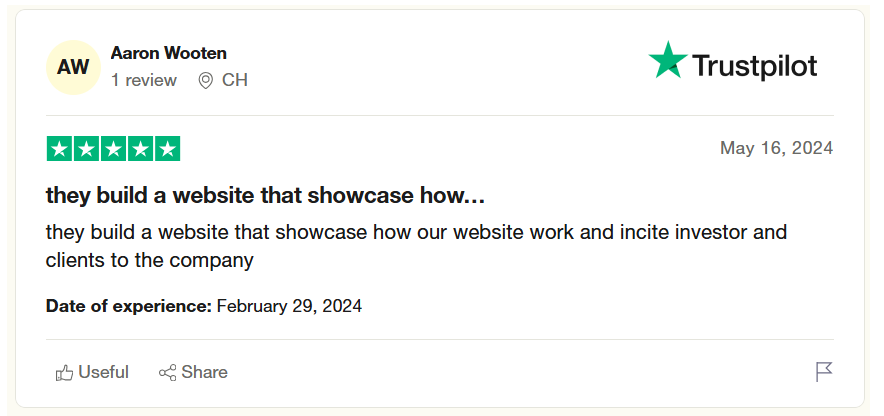 AW
Aaron Wooten
1 review CH
Trustpilot
May 16, 2024
they build a website that showcase how…
they build a website that showcase how our website work and incite investor and
clients to the company
Date of experience: February 29, 2024
Useful Share